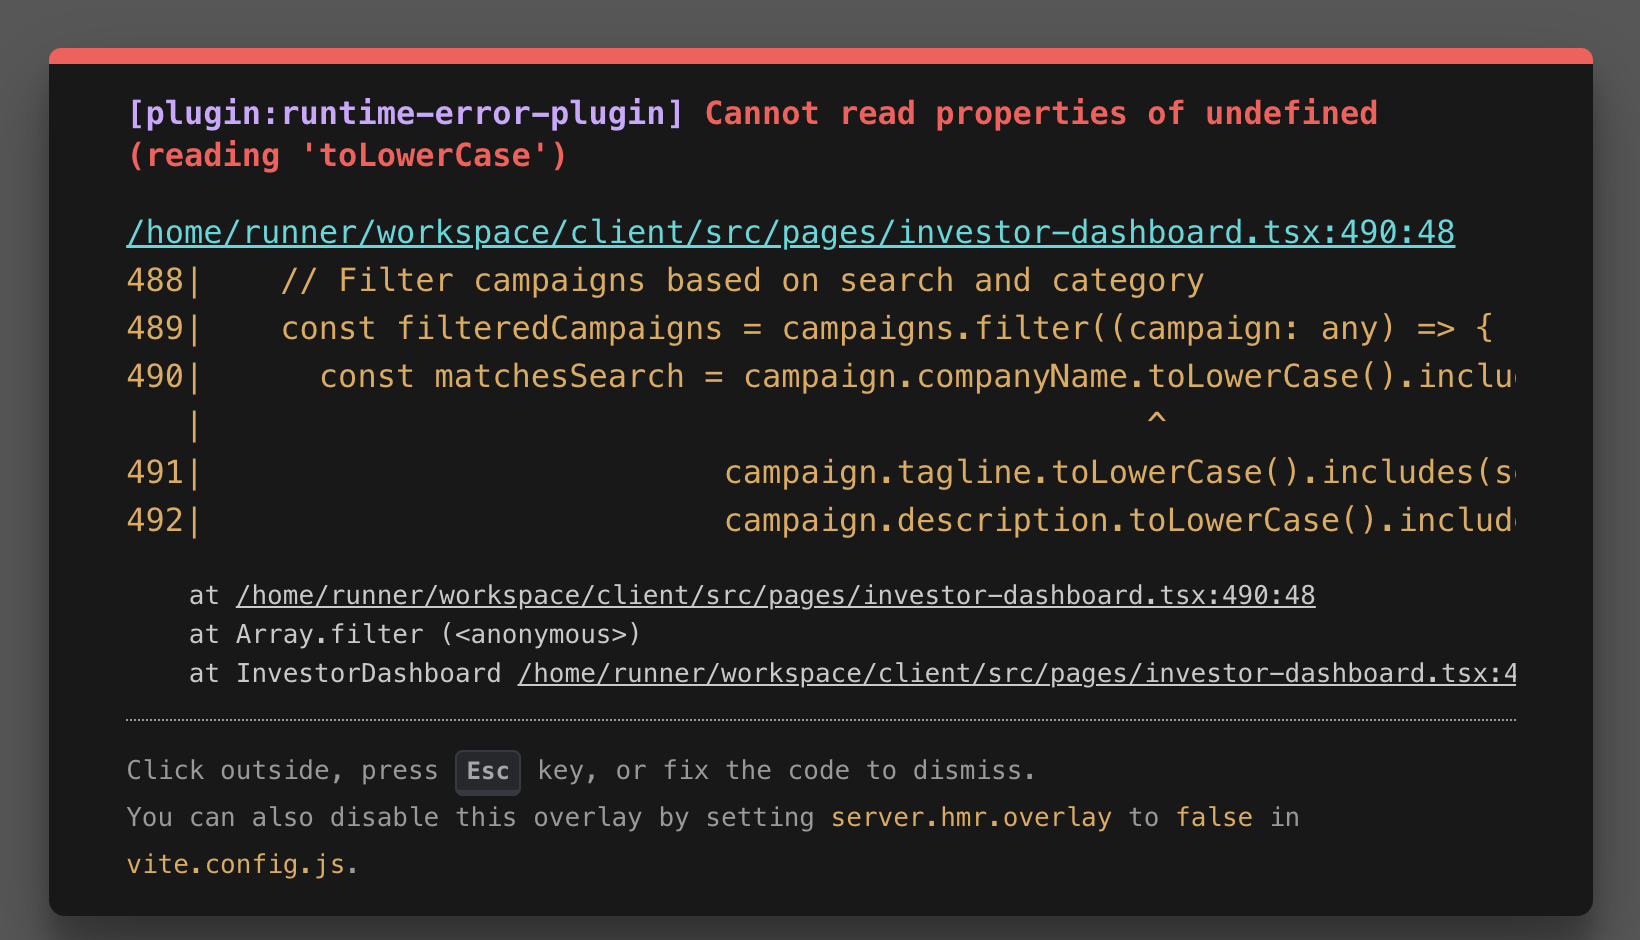 [plugin:runtime-error-plugin] Cannot read properties of undefined
(reading 'toLowerCase')
/home/runner/workspace/client/src/pages/investor-dashboard.tsx:490:48
488|    // Filter campaigns based on search and category
489|    const filteredCampaigns = campaigns.filter((campaign: any) => {
490|      const matchesSearch = campaign.companyName.toLowerCase().inclu
   |                                                 ^
491|                           campaign.tagline.toLowerCase().includes(s
492|                           campaign.description.toLowerCase().includ
at /home/runner/workspace/client/src/pages/investor-dashboard.tsx:490:48
at Array.filter (<anonymous>)
at InvestorDashboard /home/runner/workspace/client/src/pages/investor-dashboard.tsx:4
Click outside, press Esc key, or fix the code to dismiss.
You can also disable this overlay by setting server.hmr.overlay to false in
vite.config.js.